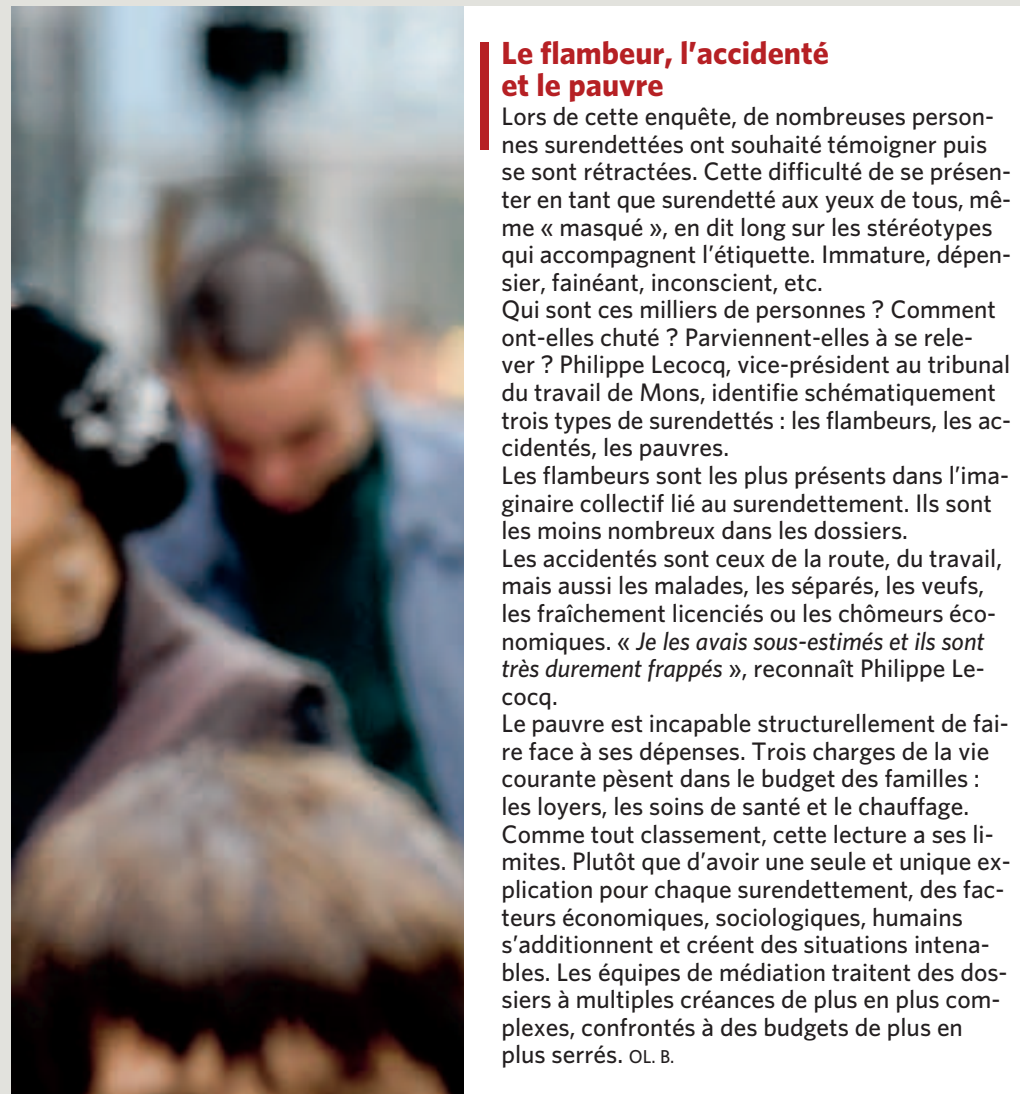 Le flambeur, l’accidenté
et le pauvre
Lors de cette enquête, de nombreuses person-
nes surendettées ont souhaité témoigner puis
se sont rétractées. Cette difficulté de se présen-
ter en tant que surendetté aux yeux de tous, mê-
me « masqué », en dit long sur les stéréotypes
qui accompagnent l’étiquette. Immature, dépen-
sier, fainéant, inconscient, etc.
Qui sont ces milliers de personnes ? Comment
ont-elles chuté ? Parviennent-elles à se rele-
ver ? Philippe Lecocq, vice-président au tribunal
du travail de Mons, identifie schématiquement
trois types de surendettés : les flambeurs, les ac-
cidentés, les pauvres.
Les flambeurs sont les plus présents dans l’ima-
ginaire collectif lié au surendettement. Ils sont
les moins nombreux dans les dossiers.
Les accidentés sont ceux de la route, du travail,
mais aussi les malades, les séparés, les veufs,
les fraîchement licenciés ou les chômeurs éco-
nomiques. « Je les avais sous-estimés et ils sont
très durement frappés », reconnaît Philippe Le-
cocq.
Le pauvre est incapable structurellement de fai-
re face à ses dépenses. Trois charges de la vie
courante pèsent dans le budget des familles :
les loyers, les soins de santé et le chauffage.
Comme tout classement, cette lecture a ses li-
mites. Plutôt que d’avoir une seule et unique ex-
plication pour chaque surendettement, des fac-
teurs économiques, sociologiques, humains
s’additionnent et créent des situations intena-
bles. Les équipes de médiation traitent des dos-
siers à multiples créances de plus en plus com-
plexes, confrontés à des budgets de plus en
plus serrés. OL. B.